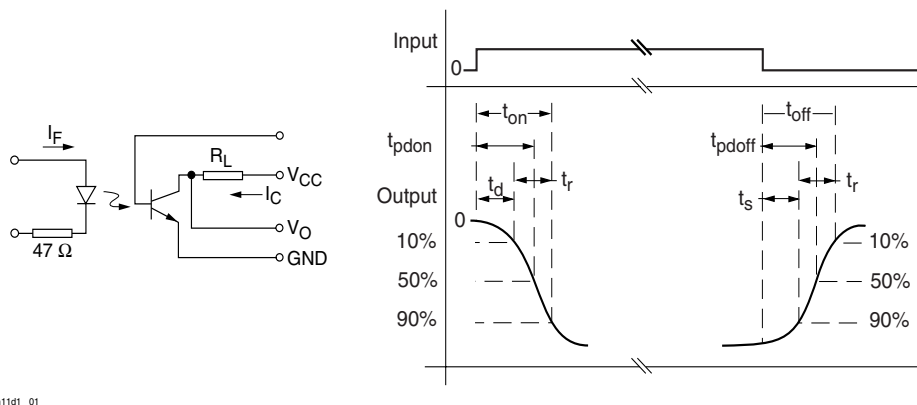 Input
0
t_on
t_off
I_F
t_pdon
t_pdoff
R_L
V_CC
t_d
t_r
t_r
Output
I_C
t_s
0
V_O
10%
10%
47 Ω
GND
50%
50%
90%
90%
11d1_01